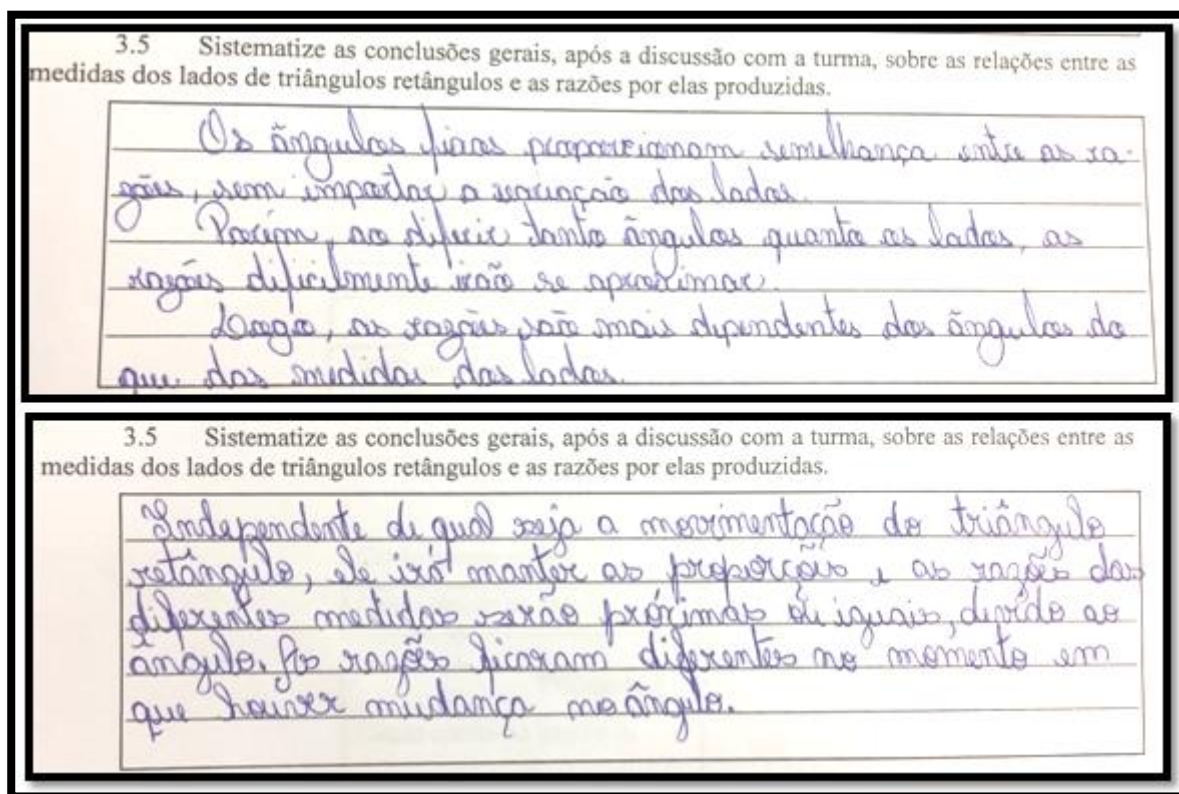 3.5 Sistematize as conclusões gerais, após a discussão com a turma, sobre as relações entre as
medidas dos lados de triângulos retângulos e as razões por elas produzidas.
Os ângulos fixos proporcionam semelhança entre as ra-
zões, sem importar a variação dos lados.
Porém, ao diferir tanto ângulos quanto os lados, as
razões dificilmente irão se aproximar.
Logo, as razões são mais dependentes dos ângulos do
que das medidas dos lados.
3.5 Sistematize as conclusões gerais, após a discussão com a turma, sobre as relações entre as
medidas dos lados de triângulos retângulos e as razões por elas produzidas.
Independente de qual seja a movimentação do triângulo
retângulo, ele irá manter as proporções e as razões das
diferentes medidas serão próximas ou iguais, devido ao
ângulo. As razões ficaram diferentes no momento em
que houver mudança no ângulo.